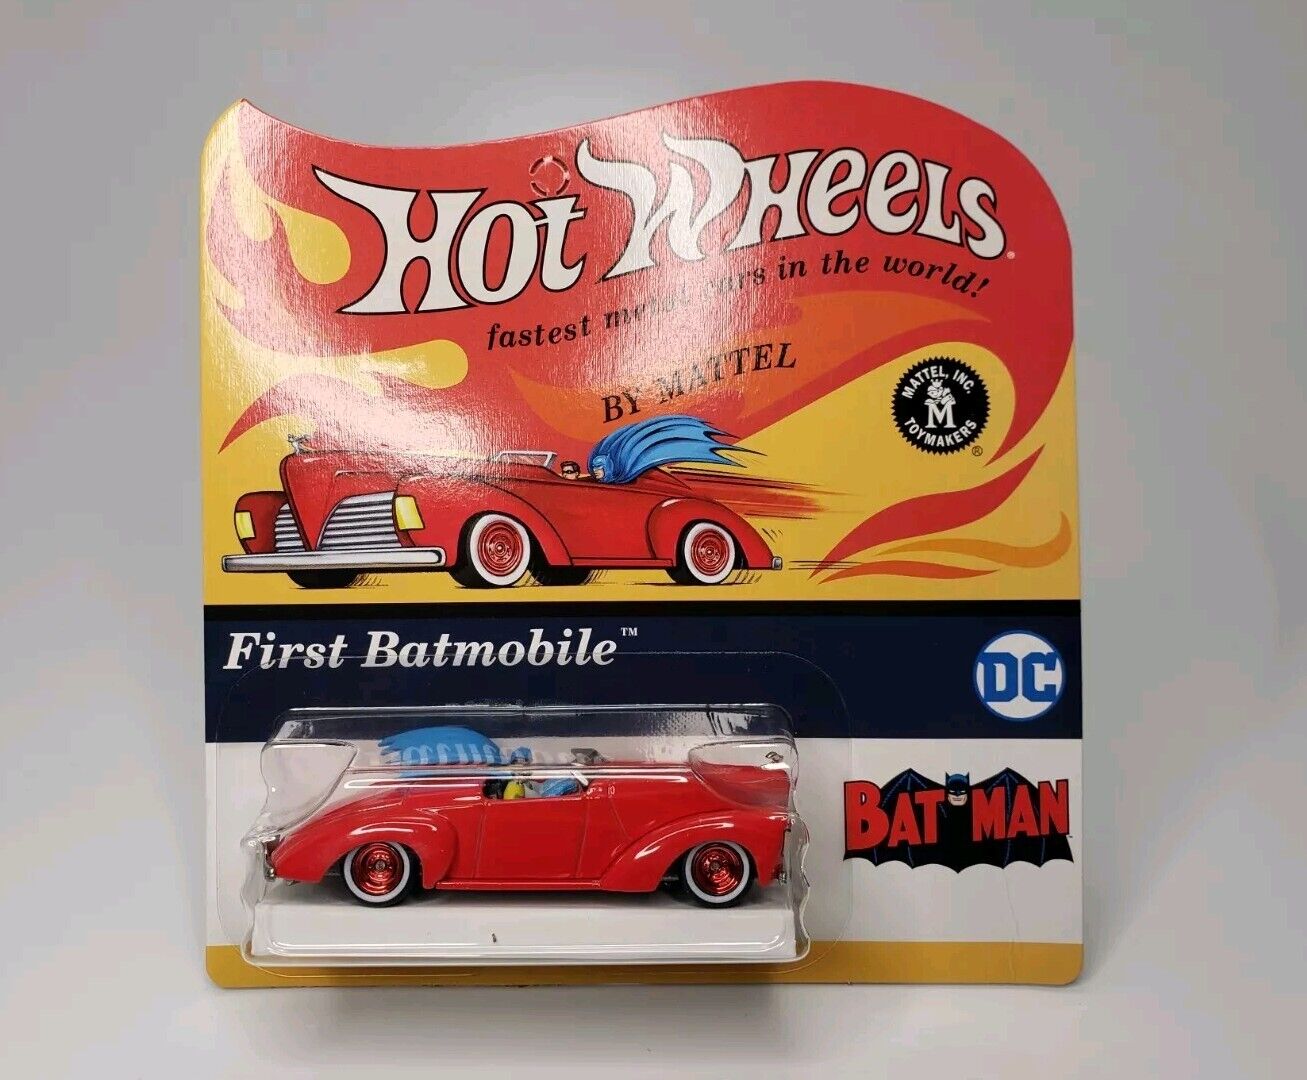 Hot Wheels®
fastest metal cars in the world!
BY MATTEL
MATTEL, INC.
M
TOYMAKERS
®
First Batmobile™
DC
BATMAN